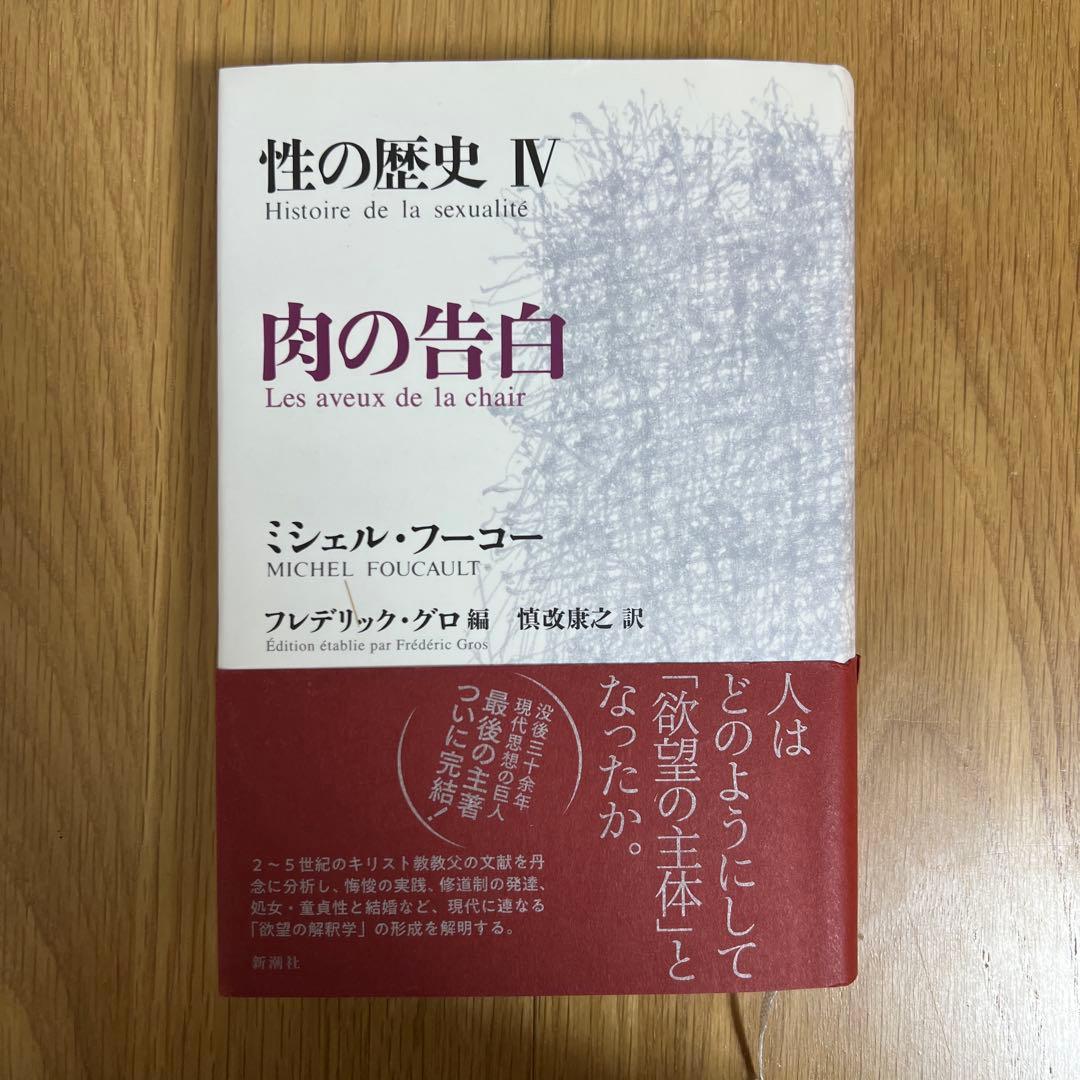 性の歴史 Ⅳ
Histoire de la sexualité
肉の告白
Les aveux de la chair
ミシェル・フーコー
MICHEL FOUCAULT
フレデリック・グロ 編 慎改康之 訳
Édition établie par Frédéric Gros
人は
どのようにして
「欲望の主体」と
なったか。
没後三十余年
現代思想の巨人
最後の主著
ついに完結!
2～5世紀のキリスト教教父の文献を丹
念に分析し、悔悛の実践、修道制の発達、
処女・童貞性と結婚など、現代に連なる
「欲望の解釈学」の形成を解明する。
新潮社